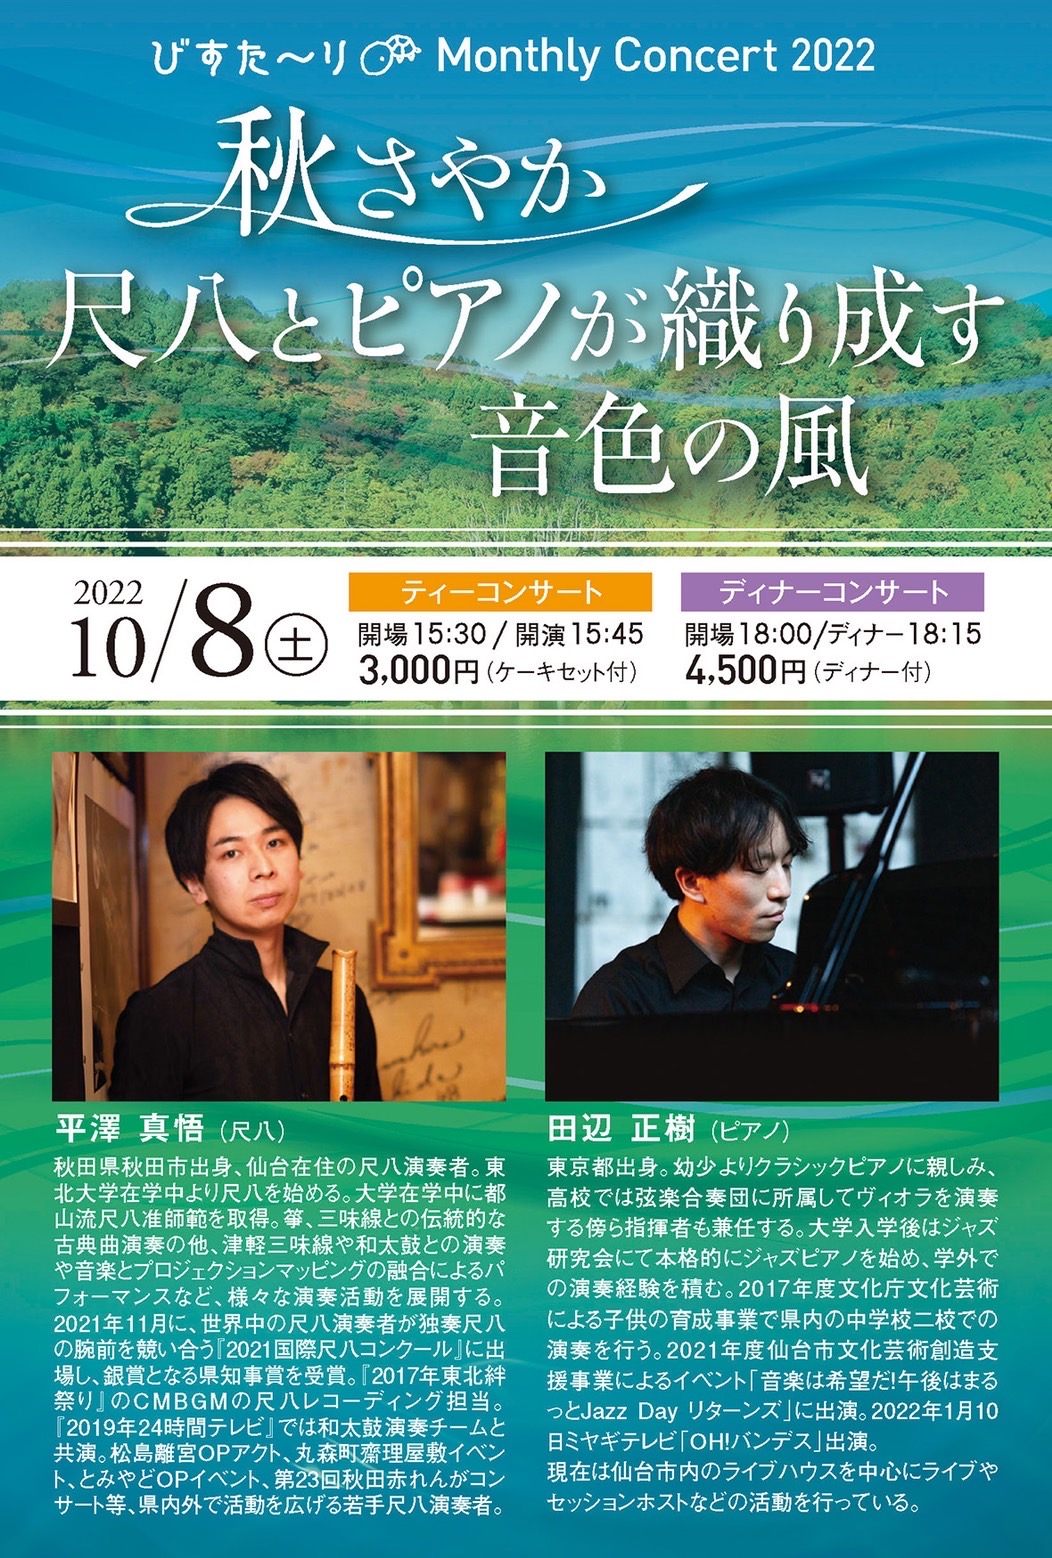 びすた〜り Monthly Concert 2022
秋さやか
尺八とピアノが織り成す
音色の風
2022
10/8(土)
ティーコンサート
開場15:30 / 開演15:45
3,000円(ケーキセット付)
ディナーコンサート
開場18:00/ディナー18:15
4,500円(ディナー付)
平澤 真悟(尺八)
秋田県秋田市出身、仙台在住の尺八演奏者。東
北大学在学中より尺八を始める。大学在学中に都
山流尺八准師範を取得。箏、三味線との伝統的な
古典曲演奏の他、津軽三味線や和太鼓との演奏
や音楽とプロジェクションマッピングの融合によるパ
フォーマンスなど、様々な演奏活動を展開する。
2021年11月に、世界中の尺八演奏者が独奏尺八
の腕前を競い合う『2021国際尺八コンクール』に出
場し、銀賞となる県知事賞を受賞。『2017年東北絆
祭り』のCMBGMの尺八レコーディング担当。
『2019年24時間テレビ』では和太鼓演奏チームと
共演。松島離宮OPアクト、丸森町齋理屋敷イベン
ト、とみやどOPイベント、第23回秋田赤れんがコン
サート等、県内外で活動を広げる若手尺八演奏者。
田辺 正樹(ピアノ)
東京都出身。幼少よりクラシックピアノに親しみ、
高校では弦楽合奏団に所属してヴィオラを演奏
する傍ら指揮者も兼任する。大学入学後はジャズ
研究会にて本格的にジャズピアノを始め、学外で
の演奏経験を積む。2017年度文化庁文化芸術
による子供の育成事業で県内の中学校二校での
演奏を行う。2021年度仙台市文化芸術創造支
援事業によるイベント「音楽は希望だ!午後はまる
っとJazz Day リターンズ」に出演。2022年1月10
日ミヤギテレビ「OH!バンデス」出演。
現在は仙台市内のライブハウスを中心にライブや
セッションホストなどの活動を行っている。